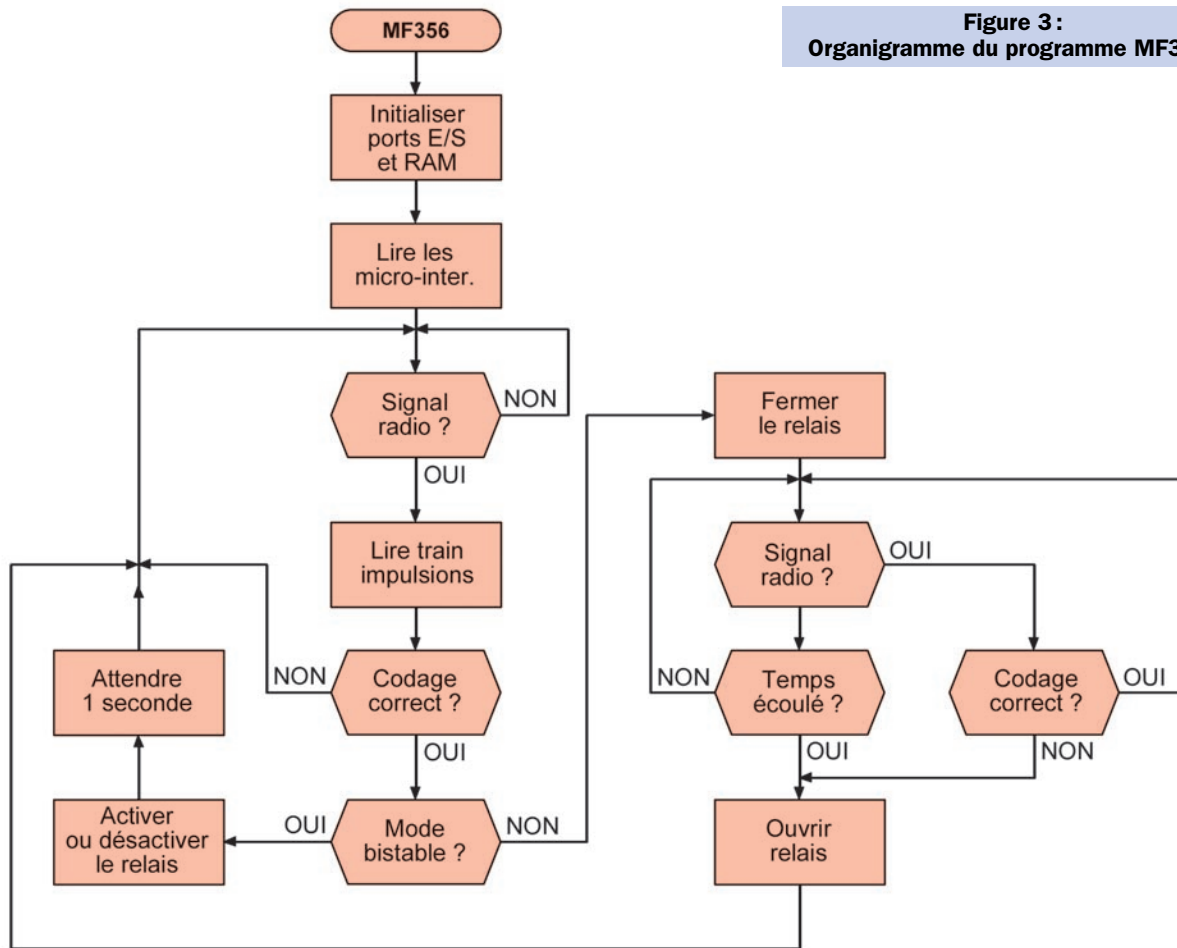 MF356
Figure 3 :
Organigramme du programme MF3
Initialiser
ports E/S
et RAM
Lire les
micro-inter.
Signal
radio ?
NON
OUI
Lire train
impulsions
Codage
correct ?
NON
OUI
Mode
bistable ?
OUI
NON
Activer
ou désactiver
le relais
Attendre
1 seconde
Fermer
le relais
Signal
radio ?
OUI
Temps
écoulé ?
NON
OUI
Codage
correct ?
OUI
NON
Ouvrir
relais